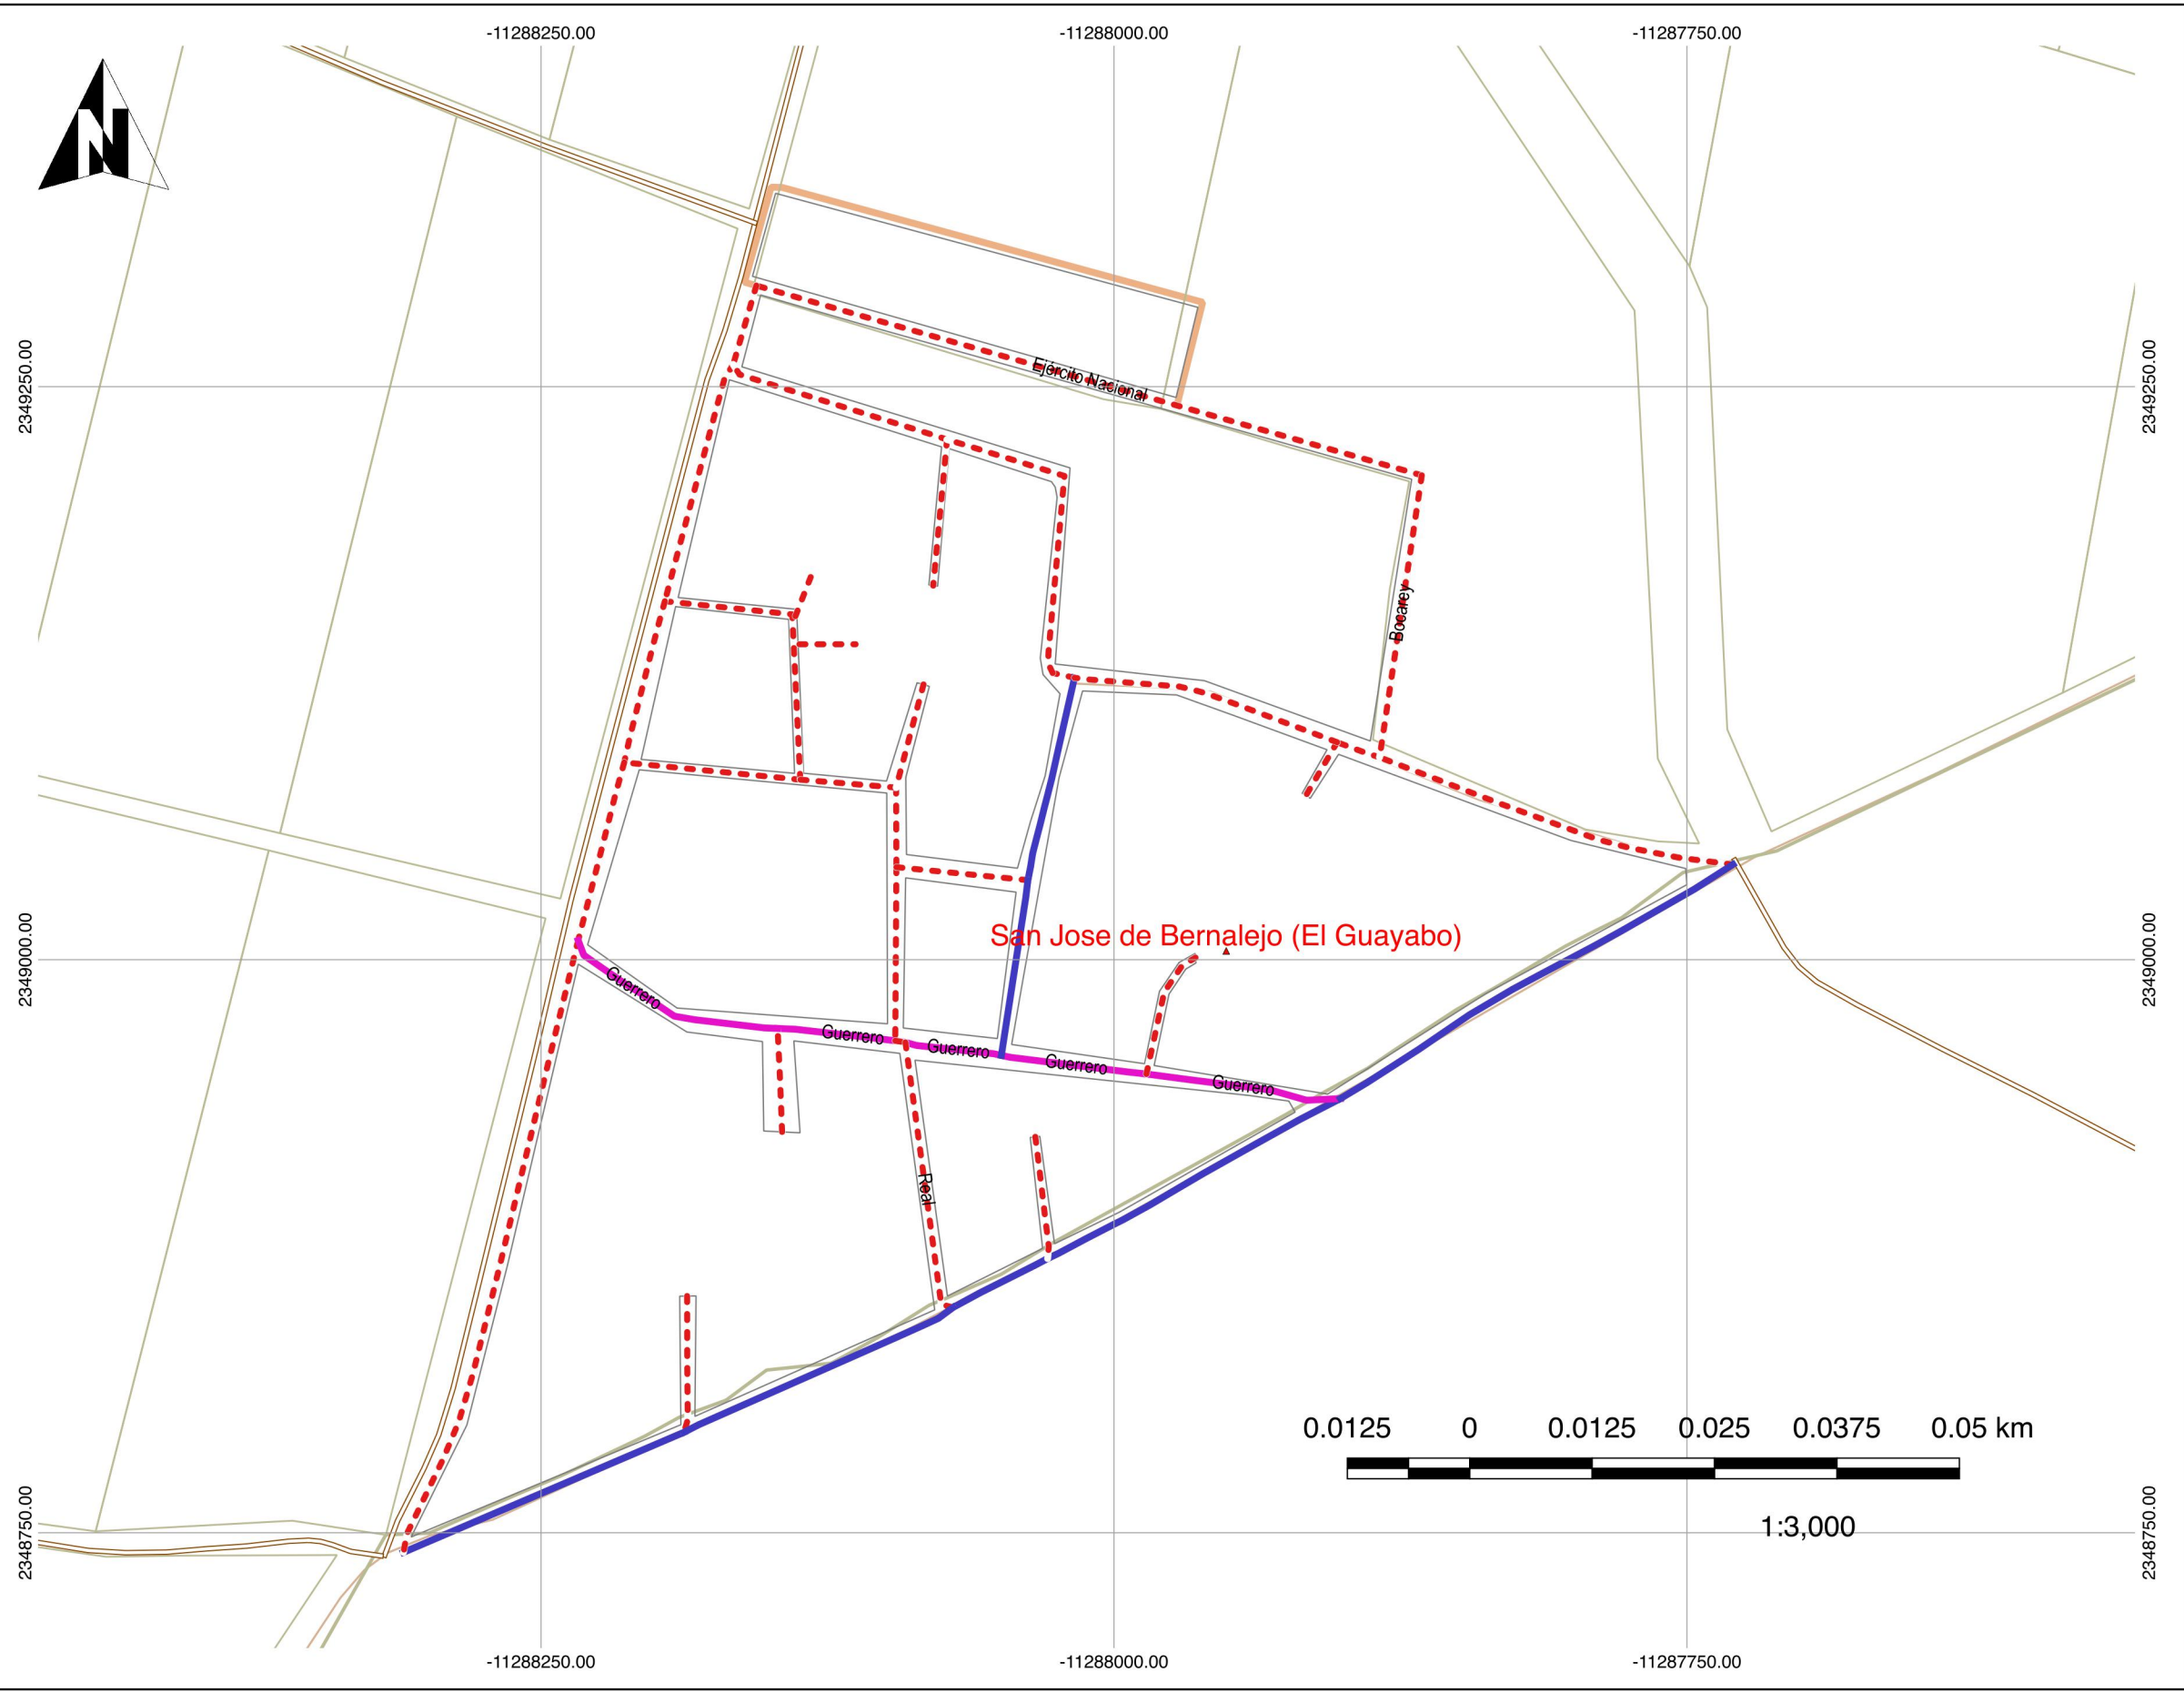 -11288250.00 -11288000.00 -11287750.00
N
2349250.00 2349250.00
Ejército Nacional
Bocarey
San Jose de Bernalejo (El Guayabo)
2349000.00 2349000.00
Guerrero
Guerrero
Guerrero
Guerrero
Guerrero
Real
0.0125 0 0.0125 0.025 0.0375 0.05 km
1:3,000
2348750.00 2348750.00
-11288250.00 -11288000.00 -11287750.00